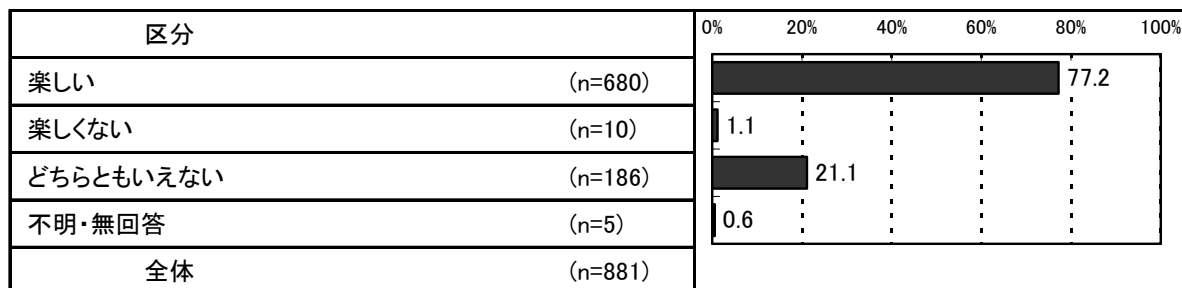 区分 0% 20% 40% 60% 80% 100%
楽しい (n=680) 77.2
楽しくない (n=10) 1.1
どちらともいえない (n=186) 21.1
不明・無回答 (n=5) 0.6
全体 (n=881)